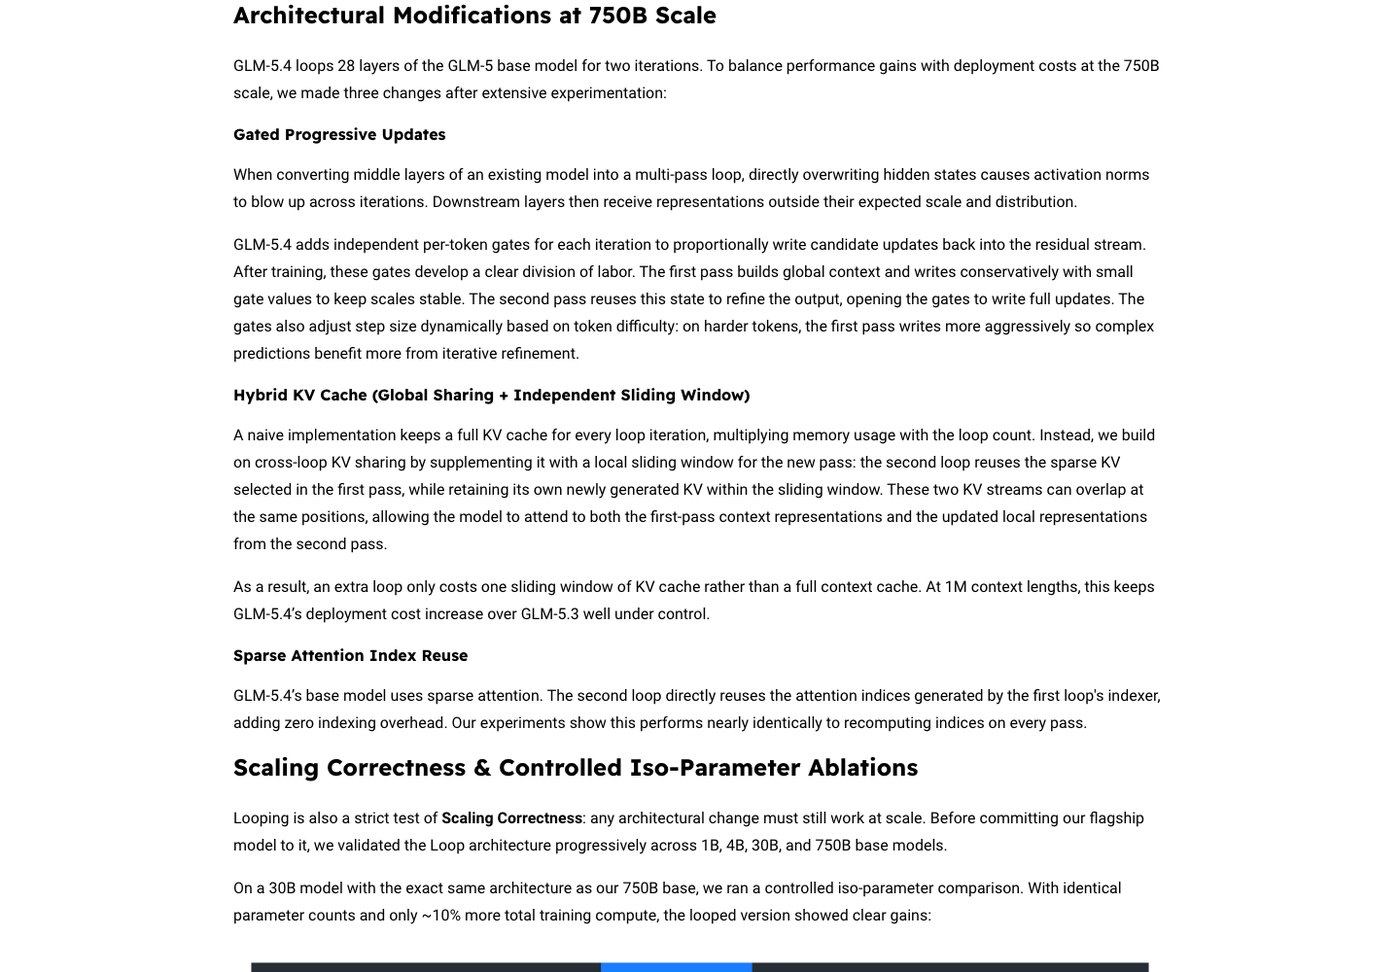 Architectural Modifications at 750B Scale
GLM-5.4 loops 28 layers of the GLM-5 base model for two iterations. To balance performance gains with deployment costs at the 750B
scale, we made three changes after extensive experimentation:
Gated Progressive Updates
When converting middle layers of an existing model into a multi-pass loop, directly overwriting hidden states causes activation norms
to blow up across iterations. Downstream layers then receive representations outside their expected scale and distribution.
GLM-5.4 adds independent per-token gates for each iteration to proportionally write candidate updates back into the residual stream.
After training, these gates develop a clear division of labor. The first pass builds global context and writes conservatively with small
gate values to keep scales stable. The second pass reuses this state to refine the output, opening the gates to write full updates. The
gates also adjust step size dynamically based on token difficulty: on harder tokens, the first pass writes more aggressively so complex
predictions benefit more from iterative refinement.
Hybrid KV Cache (Global Sharing + Independent Sliding Window)
A naive implementation keeps a full KV cache for every loop iteration, multiplying memory usage with the loop count. Instead, we build
on cross-loop KV sharing by supplementing it with a local sliding window for the new pass: the second loop reuses the sparse KV
selected in the first pass, while retaining its own newly generated KV within the sliding window. These two KV streams can overlap at
the same positions, allowing the model to attend to both the first-pass context representations and the updated local representations
from the second pass.
As a result, an extra loop only costs one sliding window of KV cache rather than a full context cache. At 1M context lengths, this keeps
GLM-5.4’s deployment cost increase over GLM-5.3 well under control.
Sparse Attention Index Reuse
GLM-5.4’s base model uses sparse attention. The second loop directly reuses the attention indices generated by the first loop's indexer,
adding zero indexing overhead. Our experiments show this performs nearly identically to recomputing indices on every pass.
Scaling Correctness & Controlled Iso-Parameter Ablations
Looping is also a strict test of Scaling Correctness: any architectural change must still work at scale. Before committing our flagship
model to it, we validated the Loop architecture progressively across 1B, 4B, 30B, and 750B base models.
On a 30B model with the exact same architecture as our 750B base, we ran a controlled iso-parameter comparison. With identical
parameter counts and only ~10% more total training compute, the looped version showed clear gains: